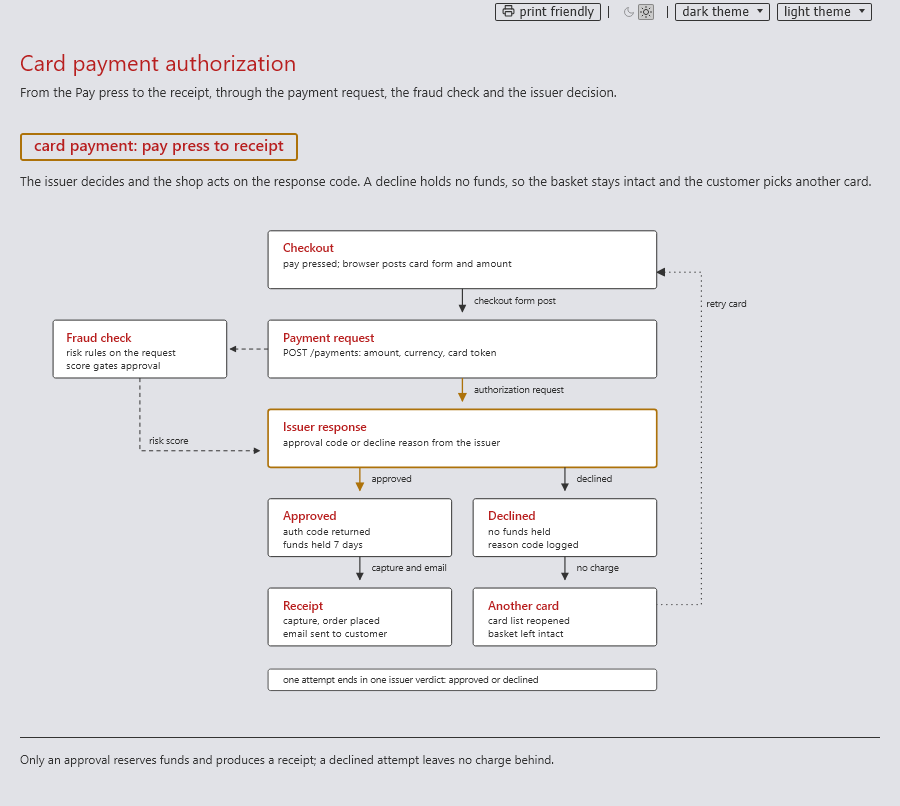 print friendly | | dark theme light theme
Card payment authorization
From the Pay press to the receipt, through the payment request, the fraud check and the issuer decision.
card payment: pay press to receipt
The issuer decides and the shop acts on the response code. A decline holds no funds, so the basket stays intact and the customer picks another card.
Checkout
pay pressed; browser posts card form and amount
checkout form post
retry card
Fraud check
risk rules on the request
score gates approval
Payment request
POST /payments: amount, currency, card token
authorization request
Issuer response
approval code or decline reason from the issuer
risk score
approved
declined
Approved
auth code returned
funds held 7 days
Declined
no funds held
reason code logged
capture and email
no charge
Receipt
capture, order placed
email sent to customer
Another card
card list reopened
basket left intact
one attempt ends in one issuer verdict: approved or declined
Only an approval reserves funds and produces a receipt; a declined attempt leaves no charge behind.